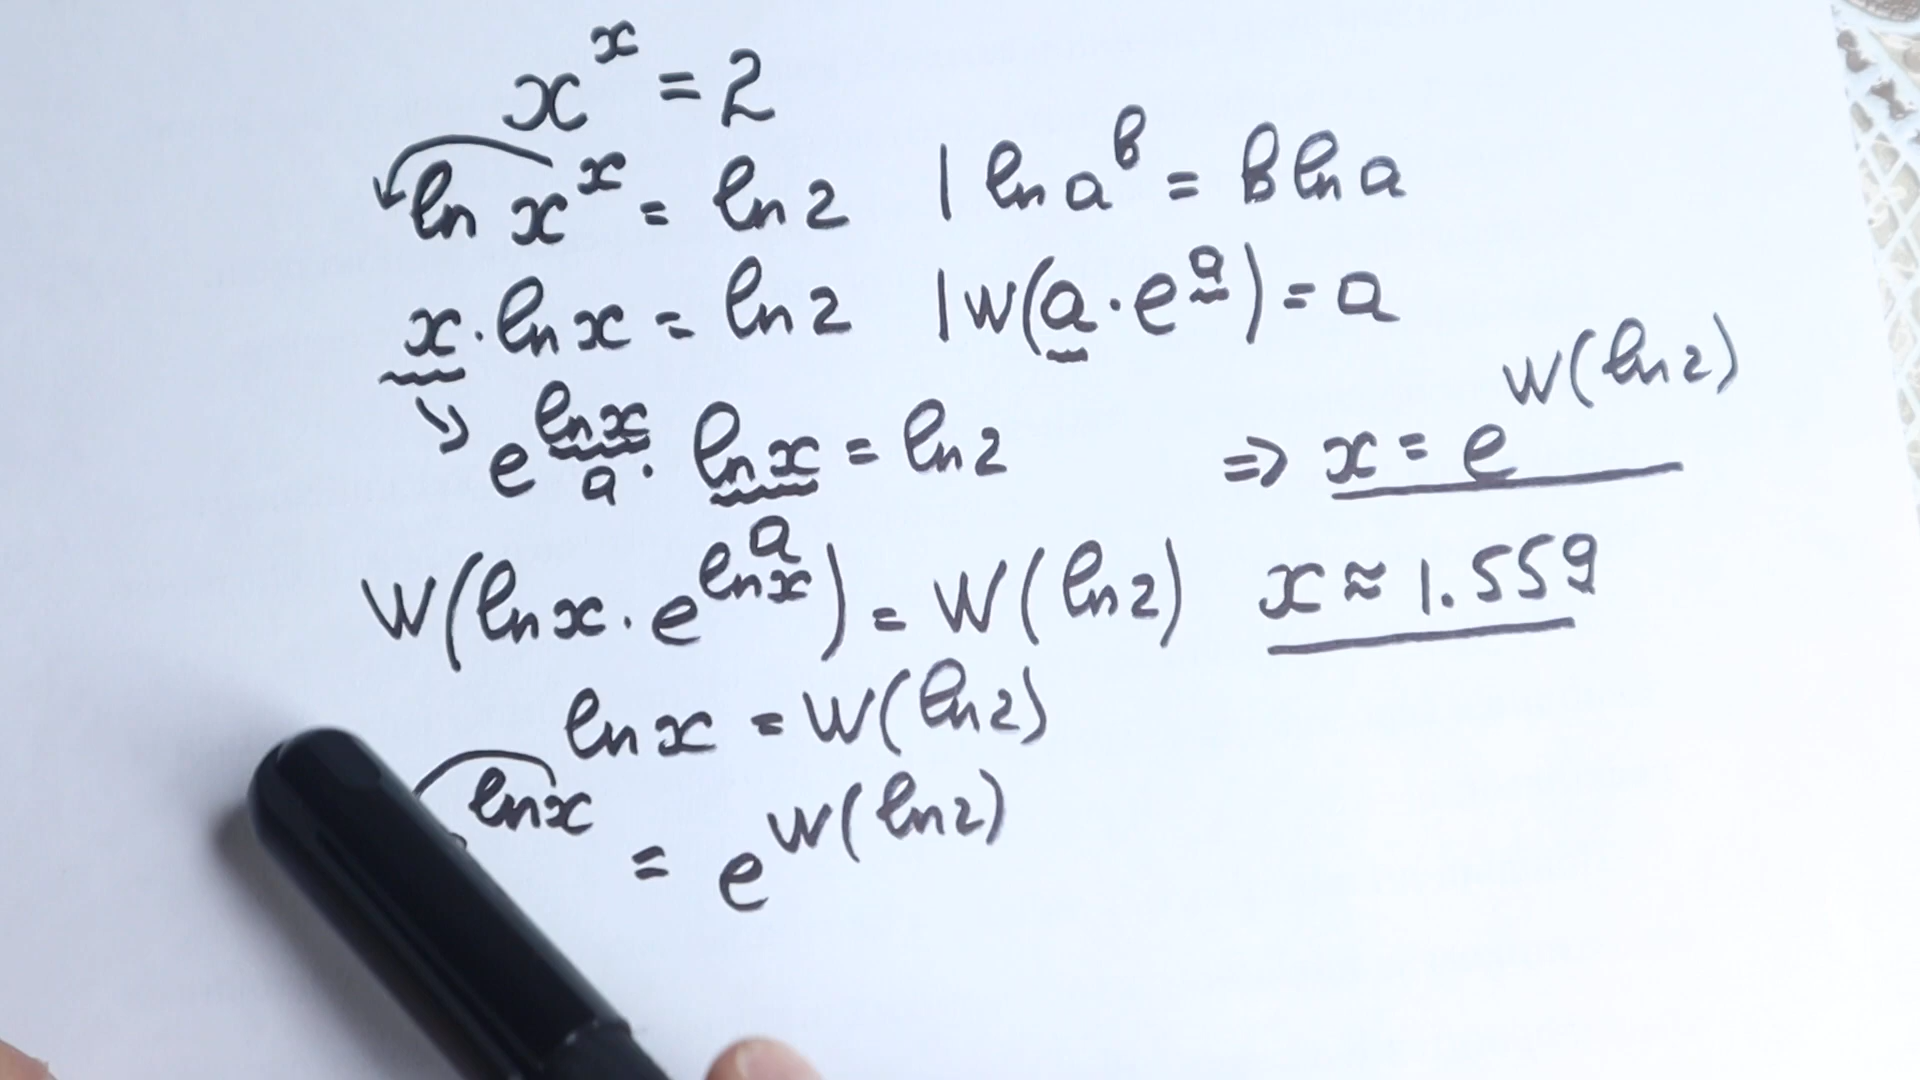 x^x = 2
ln x^x = ln 2 | ln a^b = b ln a
x · ln x = ln 2 | W(a · e^a) = a
e^(ln x) · ln x = ln 2 ⇒ x = e^W(ln 2)
a
a
W(ln x · e^(ln x)) = W(ln 2) x ≈ 1.559
ln x = W(ln 2)
ln x = e^W(ln 2)